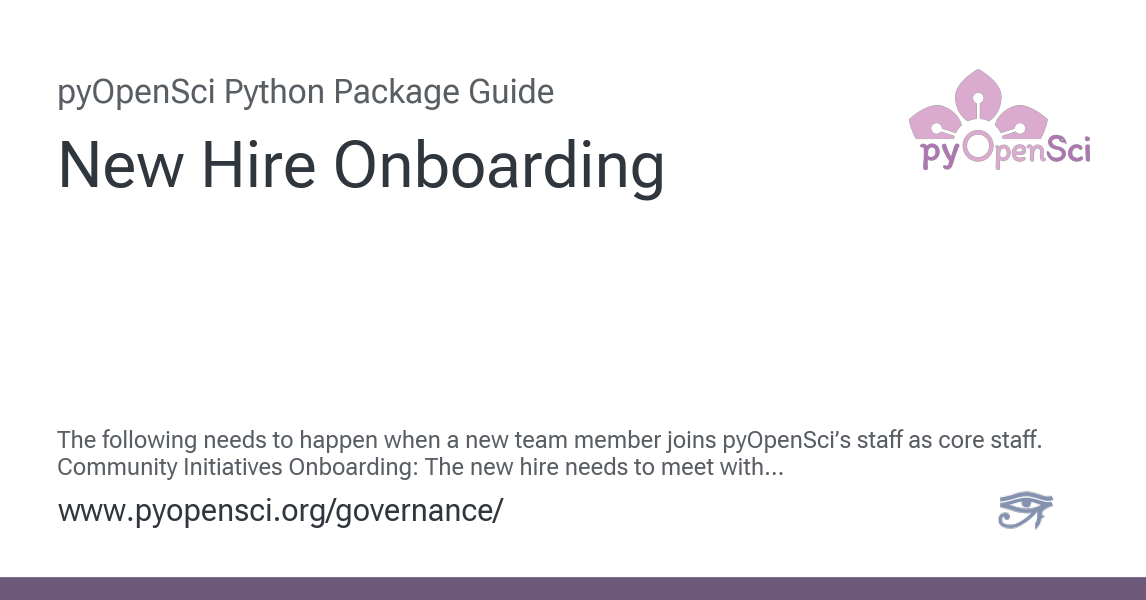 pyOpenSci Python Package Guide
New Hire Onboarding
pyOpenSci
The following needs to happen when a new team member joins pyOpenSci’s staff as core staff.
Community Initiatives Onboarding: The new hire needs to meet with...
www.pyopensci.org/governance/